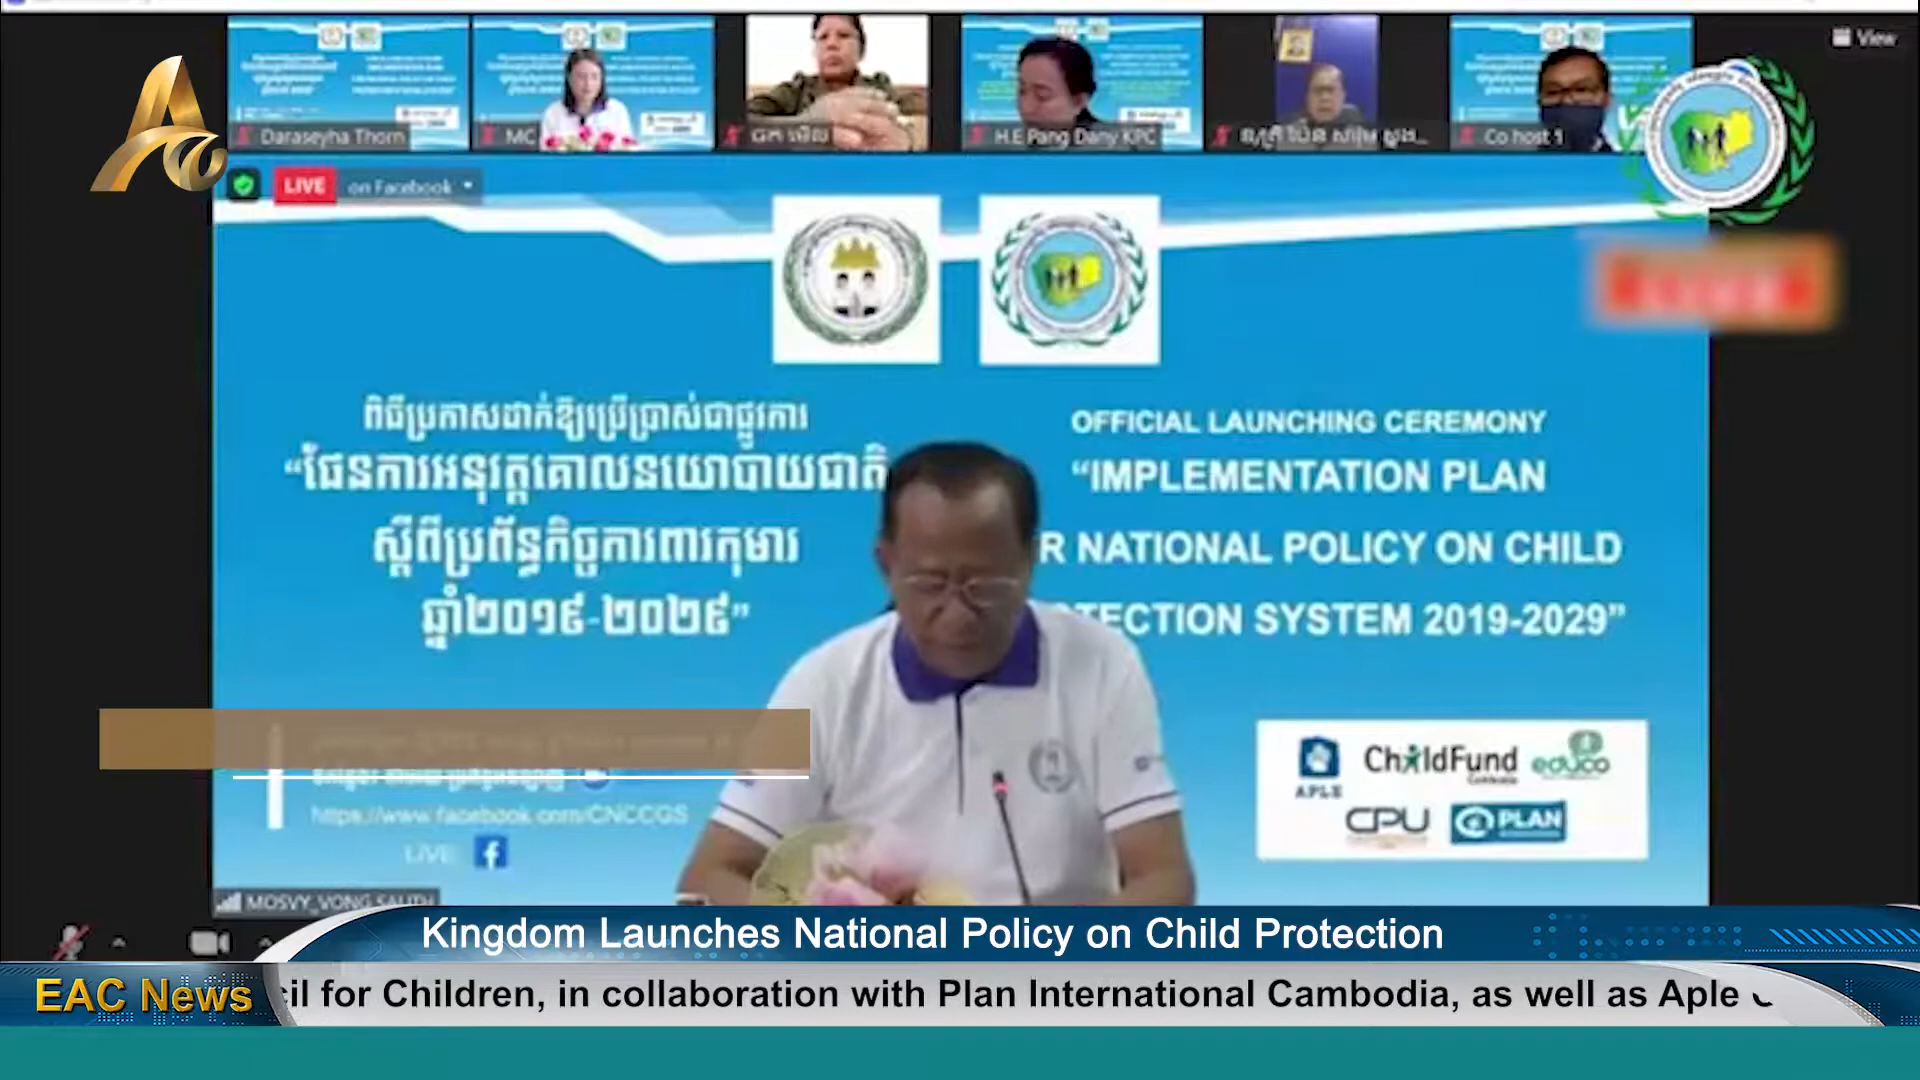 View
Daraseyha Thorn
MC
H.E Pang Dany KPC
Co host 1
LIVE on Facebook
ពិធីប្រកាសដាក់ឱ្យប្រើប្រាស់ជាផ្លូវការ
“ផែនការអនុវត្តគោលនយោបាយជាតិ
ស្តីពីប្រព័ន្ធកិច្ចការពារកុមារ
ឆ្នាំ២០១៩-២០២៩”
OFFICIAL LAUNCHING CEREMONY
“IMPLEMENTATION PLAN
R NATIONAL POLICY ON CHILD
TECTION SYSTEM 2019-2029”
https://www.facebook.com/CNCCGS
LIVE
APLE
ChildFund
Cambodia
educo
CPU
PLAN
MOSVY_VONG SAUTH
Kingdom Launches National Policy on Child Protection
EAC News
il for Children, in collaboration with Plan International Cambodia, as well as Aple